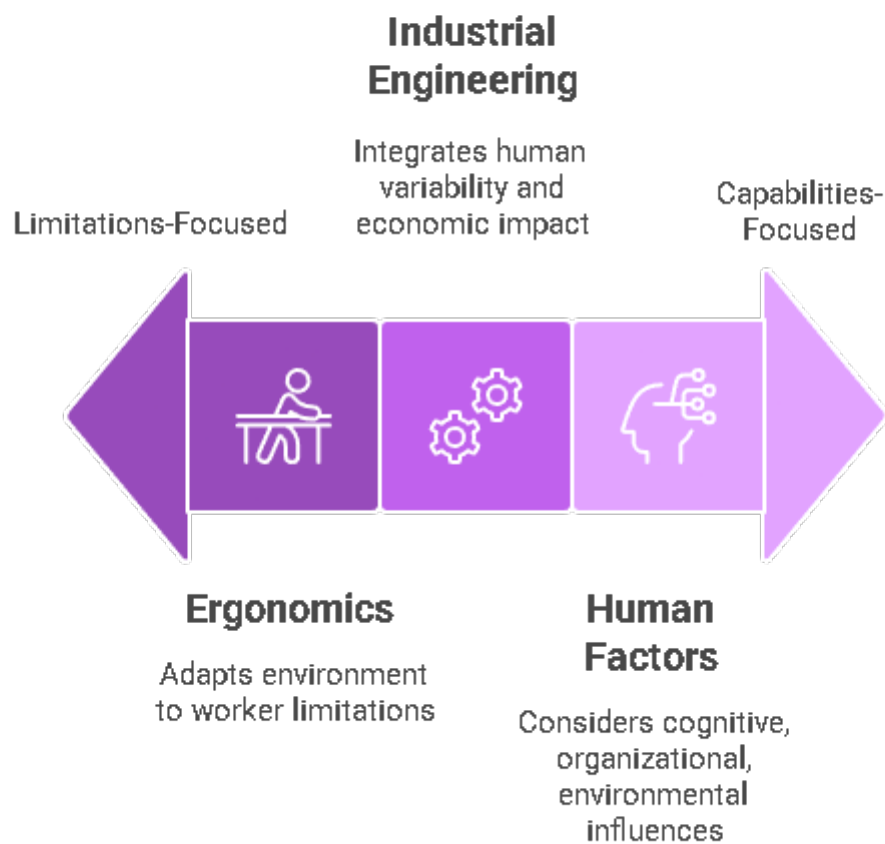 Industrial
Engineering
Integrates human
variability and
economic impact
Limitations-Focused
Capabilities-
Focused
Ergonomics
Adapts environment
to worker limitations
Human
Factors
Considers cognitive,
organizational,
environmental
influences